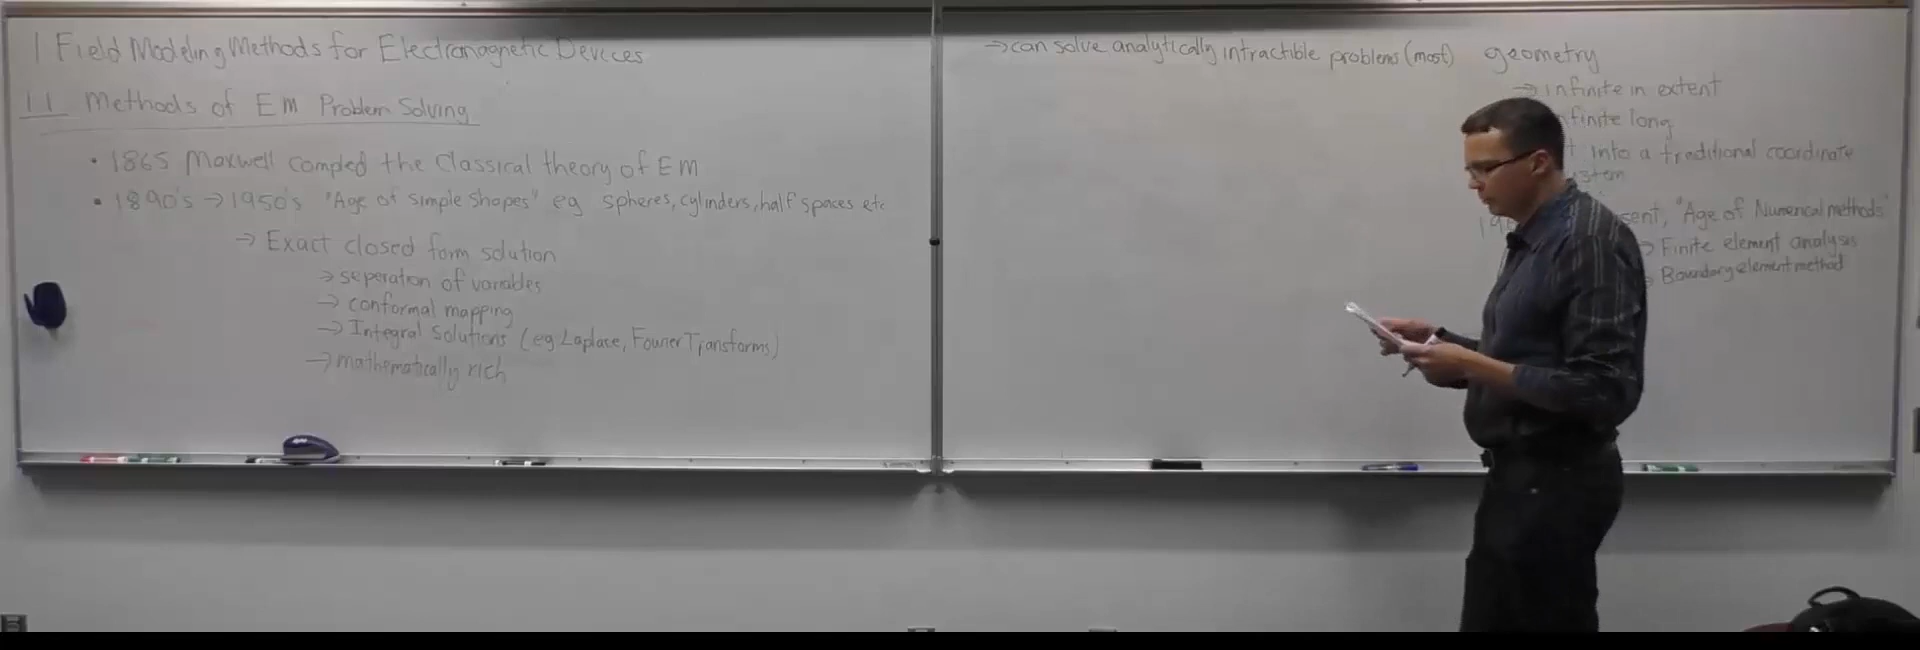 1 Field Modeling Methods for Electromagnetic Devices
1.1 Methods of EM Problem Solving
• 1865 Maxwell compled the Classical theory of EM
• 1890's → 1950's "Age of simple shapes" eg spheres, cylinders, half spaces etc
→ Exact closed form solution
→ seperation of variables
→ conformal mapping
→ Integral solutions (eg Laplace, Fourier Transforms)
→ mathematically rich
→ can solve analytically intractible problems (most)
geometry
→ infinite in extent
finite long
into a traditional coordinate
stem
sent, "Age of Numerical methods"
→ Finite element analysis
Boundary element method